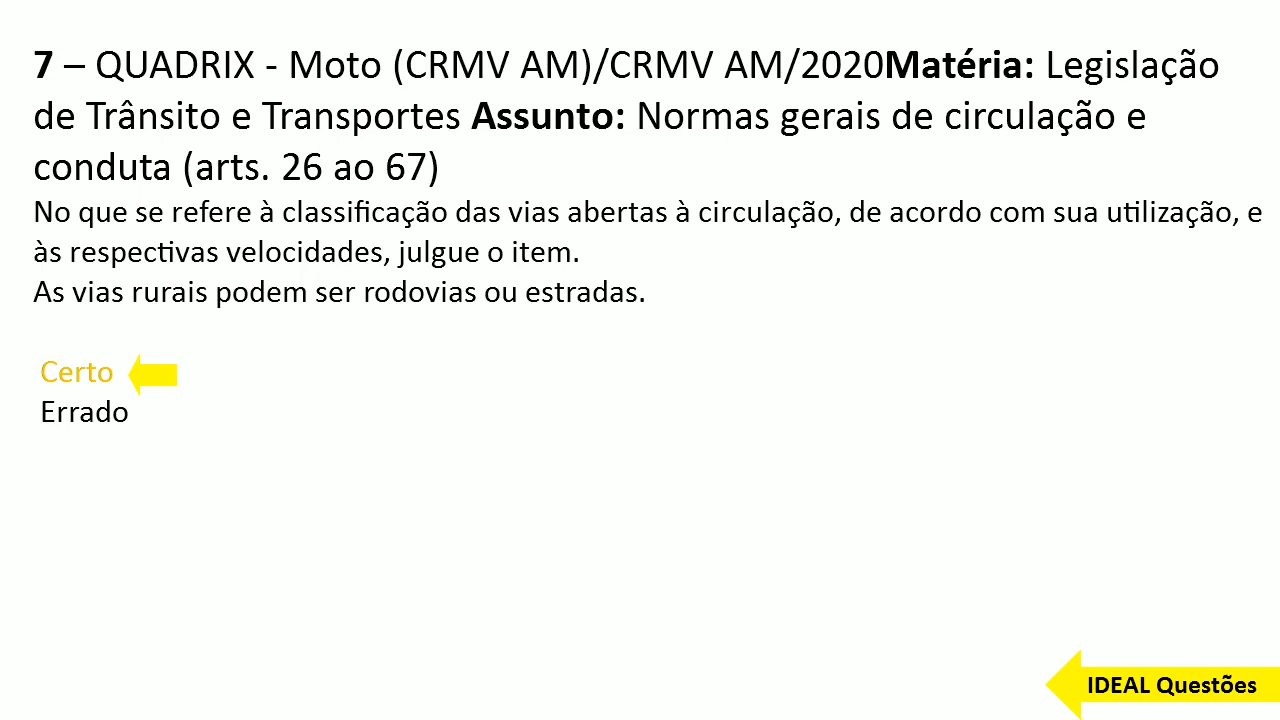 7 – QUADRIX - Moto (CRMV AM)/CRMV AM/2020Matéria: Legislação
de Trânsito e Transportes Assunto: Normas gerais de circulação e
conduta (arts. 26 ao 67)
No que se refere à classificação das vias abertas à circulação, de acordo com sua utilização, e
às respectivas velocidades, julgue o item.
As vias rurais podem ser rodovias ou estradas.
Certo
Errado
IDEAL Questões